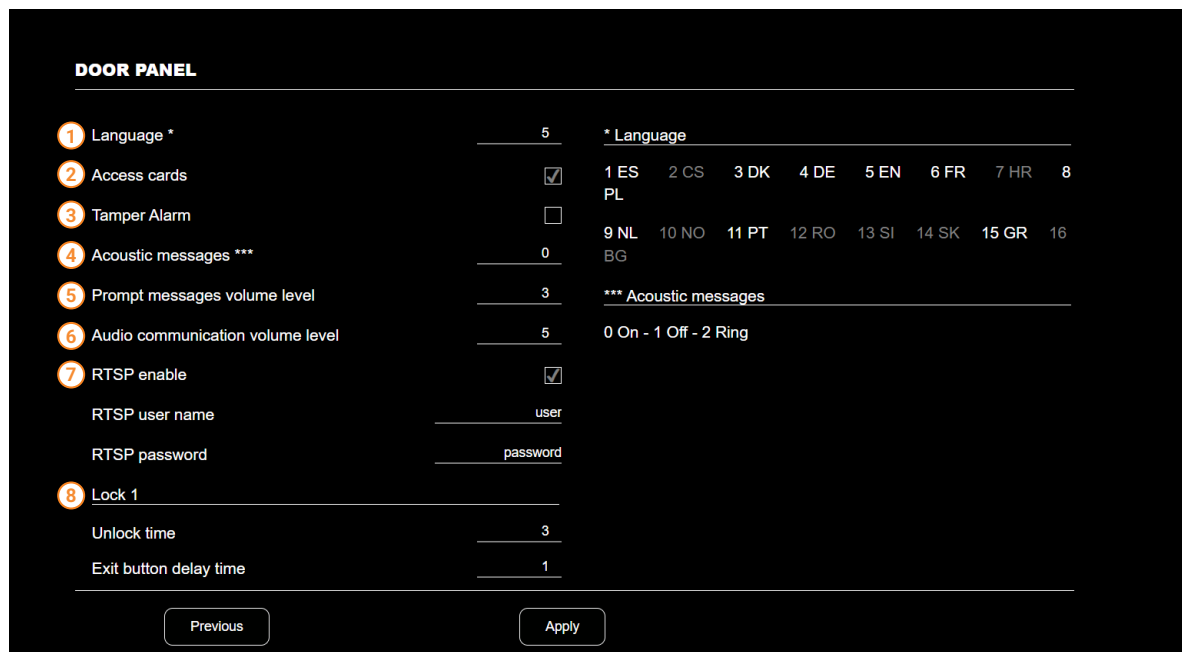 DOOR PANEL
1 Language * 5
2 Access cards
3 Tamper Alarm
4 Acoustic messages *** 0
5 Prompt messages volume level 3
6 Audio communication volume level 5
7 RTSP enable
RTSP user name user
RTSP password password
8 Lock 1
Unlock time 3
Exit button delay time 1
* Language
1 ES 2 CS 3 DK 4 DE 5 EN 6 FR 7 HR 8
PL
9 NL 10 NO 11 PT 12 RO 13 SI 14 SK 15 GR 16
BG
*** Acoustic messages
0 On - 1 Off - 2 Ring
Previous Apply